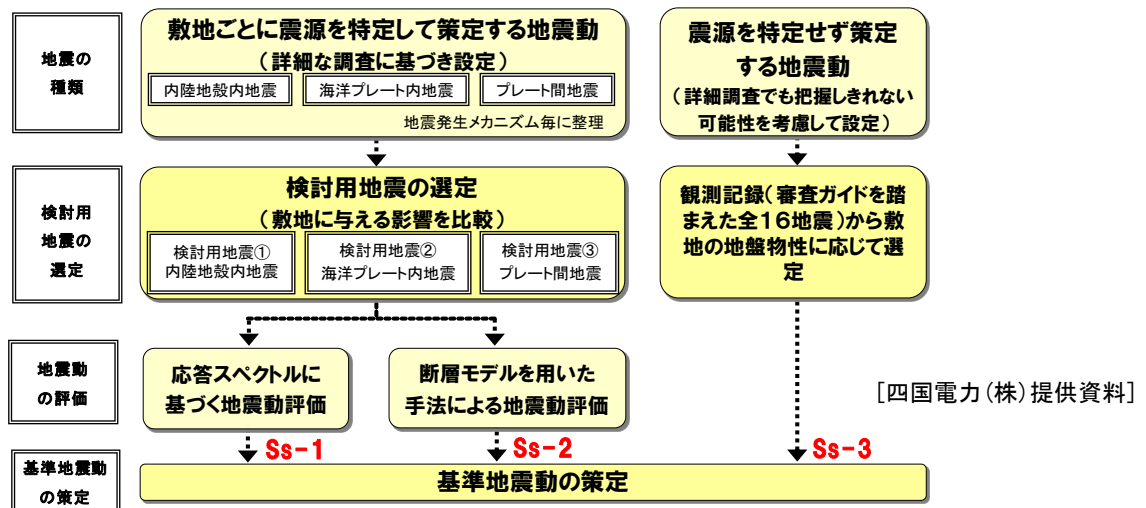 地震の
種類
敷地ごとに震源を特定して策定する地震動
（詳細な調査に基づき設定）
内陸地殻内地震
海洋プレート内地震
プレート間地震
地震発生メカニズム毎に整理
震源を特定せず策定
する地震動
（詳細調査でも把握しきれない
可能性を考慮して設定）
検討用
地震の
選定
検討用地震の選定
（敷地に与える影響を比較）
検討用地震①
内陸地殻内地震
検討用地震②
海洋プレート内地震
検討用地震③
プレート間地震
観測記録（審査ガイドを踏
まえた全１６地震）から敷
地の地盤物性に応じて選
定
地震動
の評価
応答スペクトルに
基づく地震動評価
断層モデルを用いた
手法による地震動評価
[四国電力(株)提供資料]
Ss-1
Ss-2
Ss-3
基準地震動
の策定
基準地震動の策定